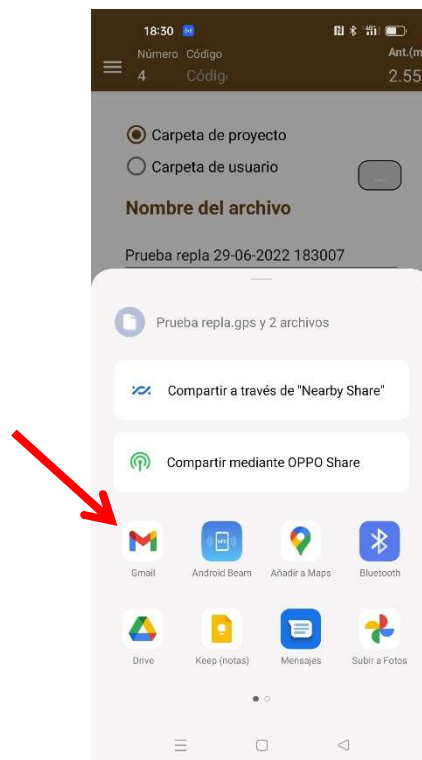 18:30
Número Código Ant.(m
4 Códig 2.55
Carpeta de proyecto
Carpeta de usuario
...
Nombre del archivo
Prueba repla 29-06-2022 183007
Prueba repla.gps y 2 archivos
Compartir a través de "Nearby Share"
Compartir mediante OPPO Share
Gmail Android Beam Añadir a Maps Bluetooth
Drive Keep (notas) Mensajes Subir a Fotos